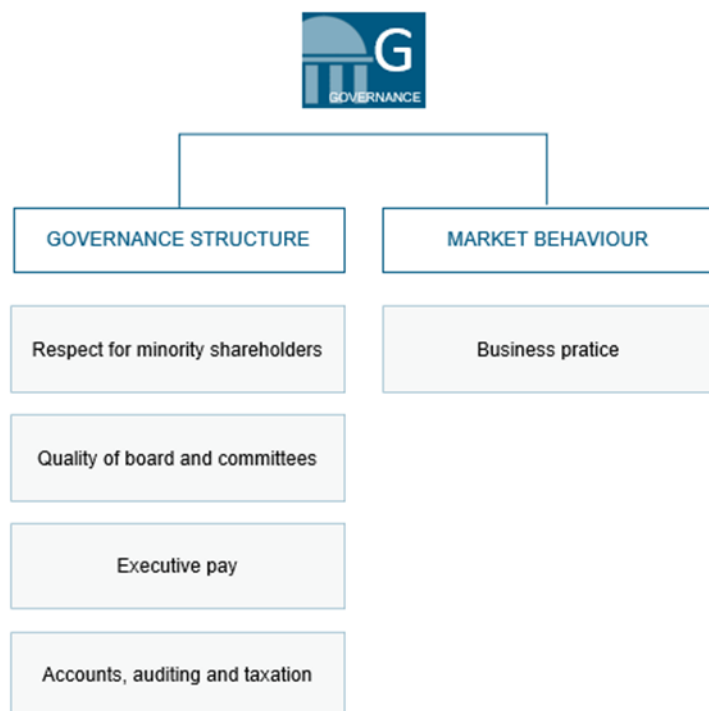 G
GOVERNANCE
GOVERNANCE STRUCTURE
MARKET BEHAVIOUR
Respect for minority shareholders
Business pratice
Quality of board and committees
Executive pay
Accounts, auditing and taxation